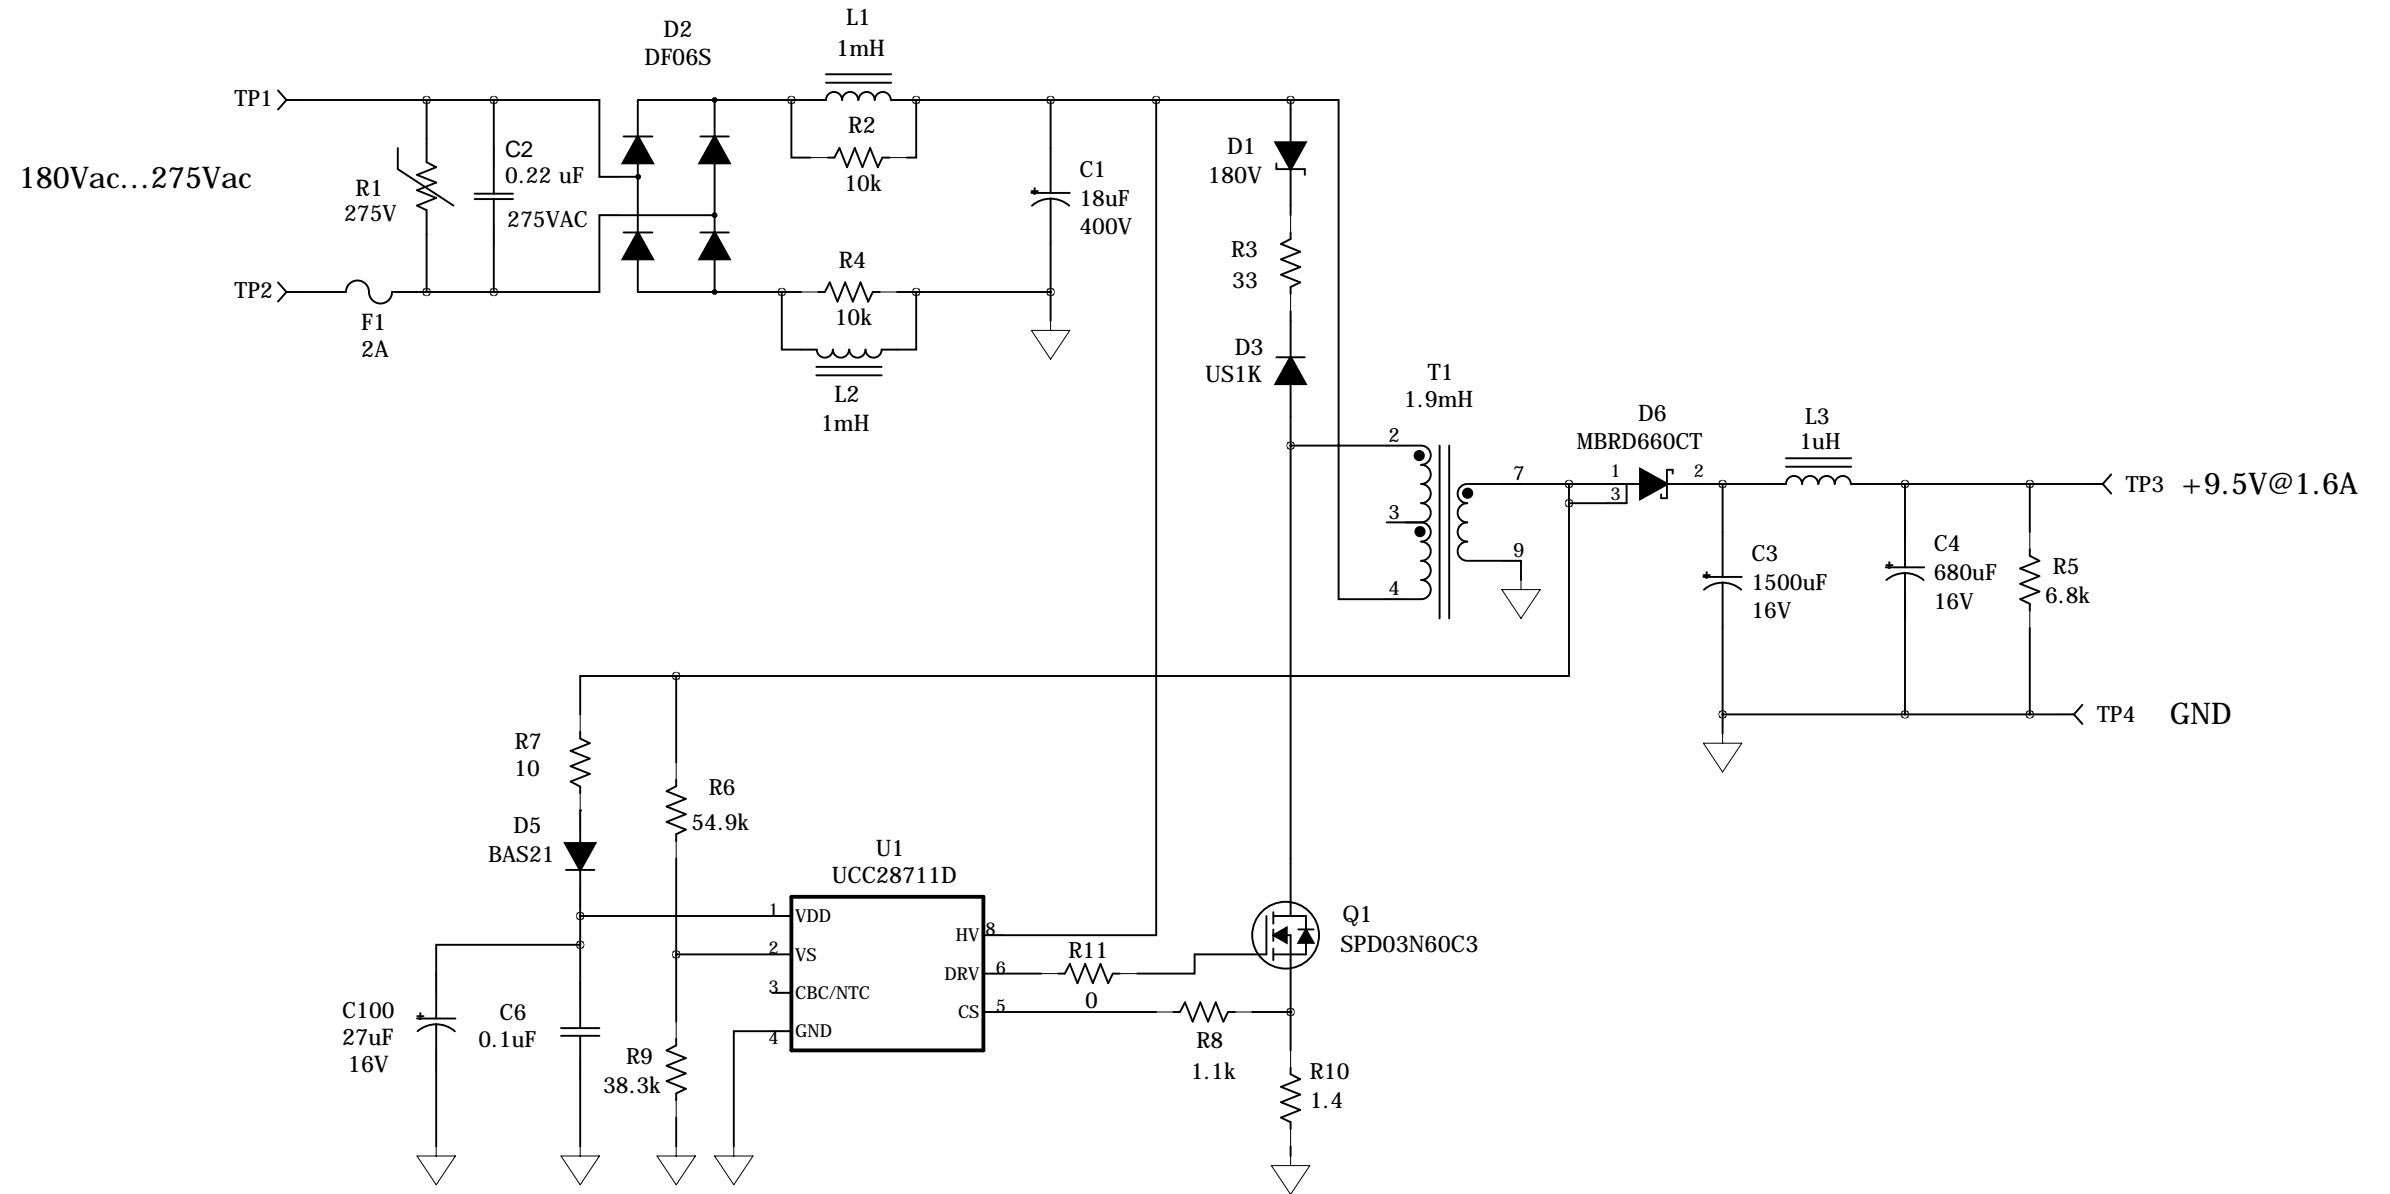 D2
DF06S
L1
1mH
TP1
R2
10k
180Vac...275Vac
R1
275V
C2
0.22 uF
275VAC
C1
18uF
400V
D1
180V
R3
33
TP2
F1
2A
R4
10k
L2
1mH
D3
US1K
T1
1.9mH
2
3
4
7
9
D6
MBRD660CT
1
3
2
L3
1uH
TP3 +9.5V@1.6A
C3
1500uF
16V
C4
680uF
16V
R5
6.8k
TP4 GND
R7
10
R6
54.9k
D5
BAS21
U1
UCC28711D
1 VDD
2 VS
3 CBC/NTC
4 GND
HV 8
DRV 6
CS 5
R11
0
Q1
SPD03N60C3
R8
1.1k
R10
1.4
C100
27uF
16V
C6
0.1uF
R9
38.3k